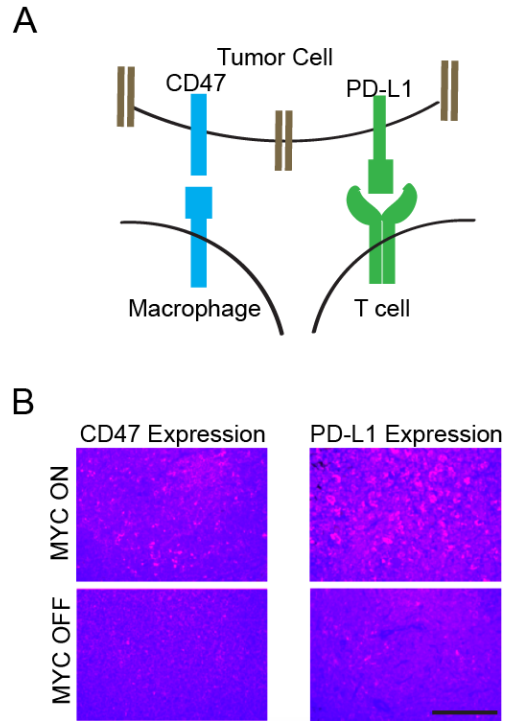 A
Tumor Cell
CD47
PD-L1
Macrophage
T cell
B
CD47 Expression
PD-L1 Expression
MYC ON
MYC OFF